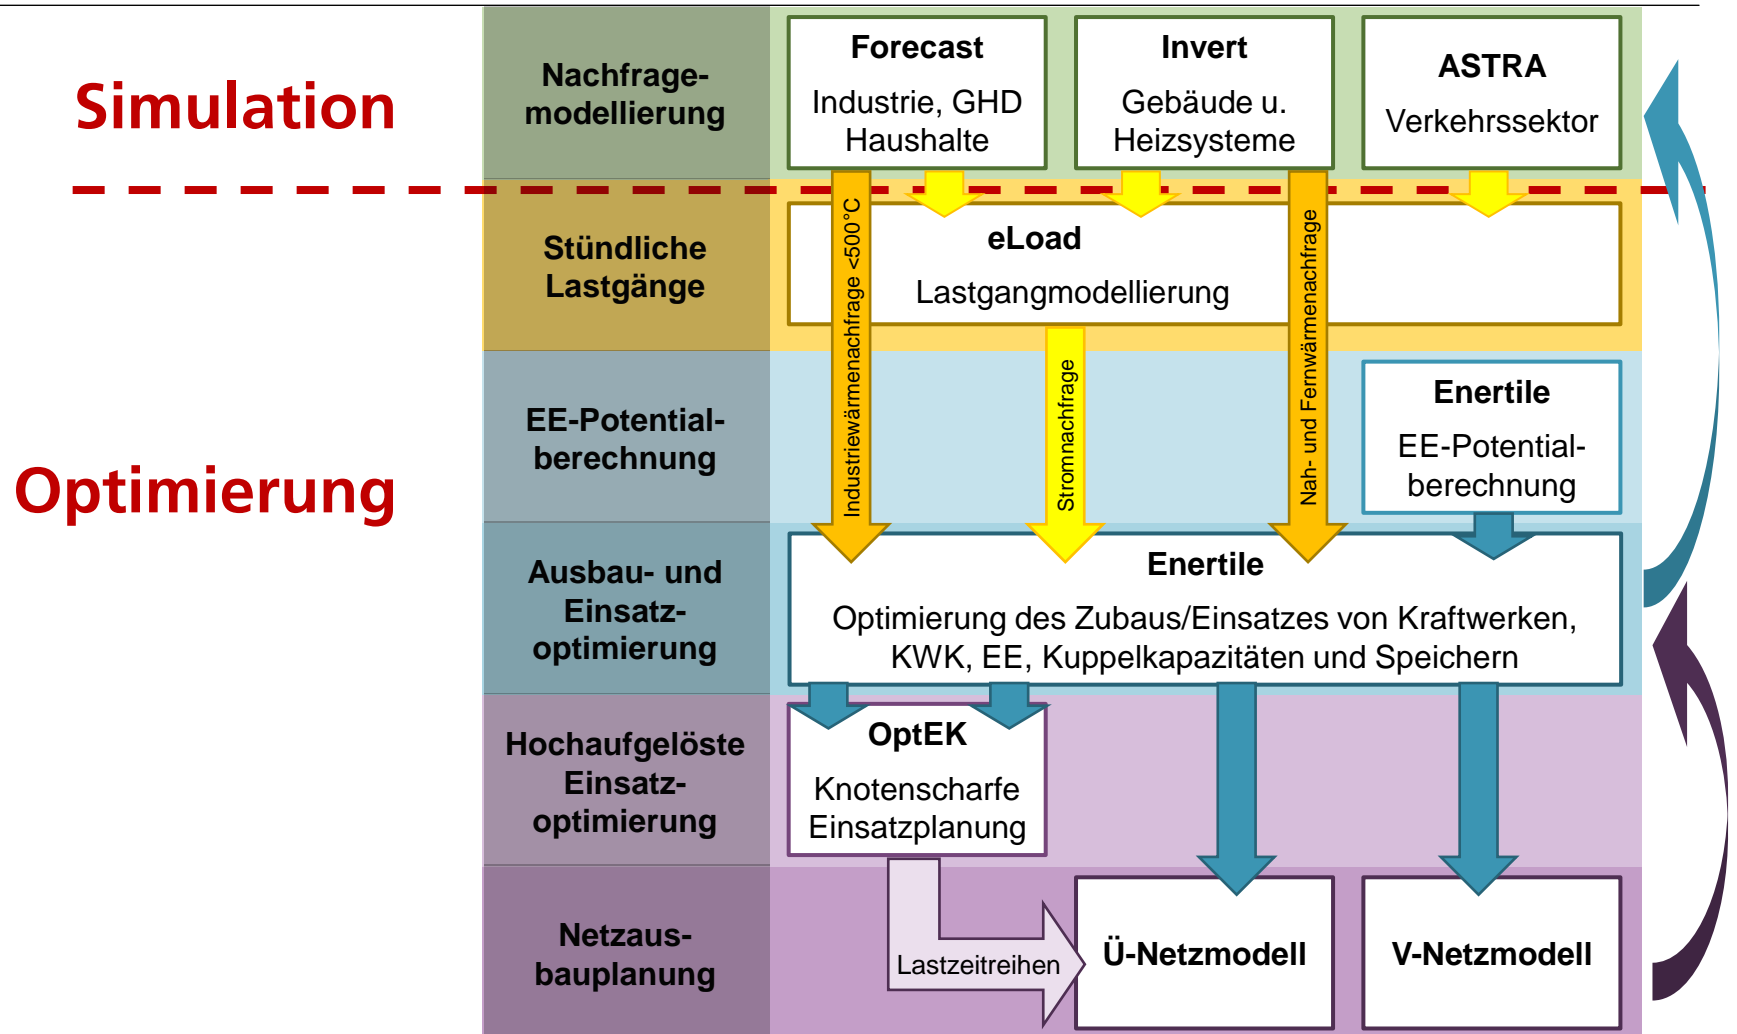 Simulation
Optimierung
Nachfrage-
modellierung
Forecast
Industrie, GHD
Haushalte
Invert
Gebäude u.
Heizsysteme
ASTRA
Verkehrssektor
Stündliche
Lastgänge
eLoad
Lastgangmodellierung
Industriewärmenachfrage <500°C
Stromnachfrage
Nah- und Fernwärmenachfrage
EE-Potential-
berechnung
Enertile
EE-Potential-
berechnung
Ausbau- und
Einsatz-
optimierung
Enertile
Optimierung des Zubaus/Einsatzes von Kraftwerken,
KWK, EE, Kuppelkapazitäten und Speichern
Hochaufgelöste
Einsatz-
optimierung
OptEK
Knotenscharfe
Einsatzplanung
Netzaus-
bauplanung
Lastzeitreihen
Ü-Netzmodell
V-Netzmodell